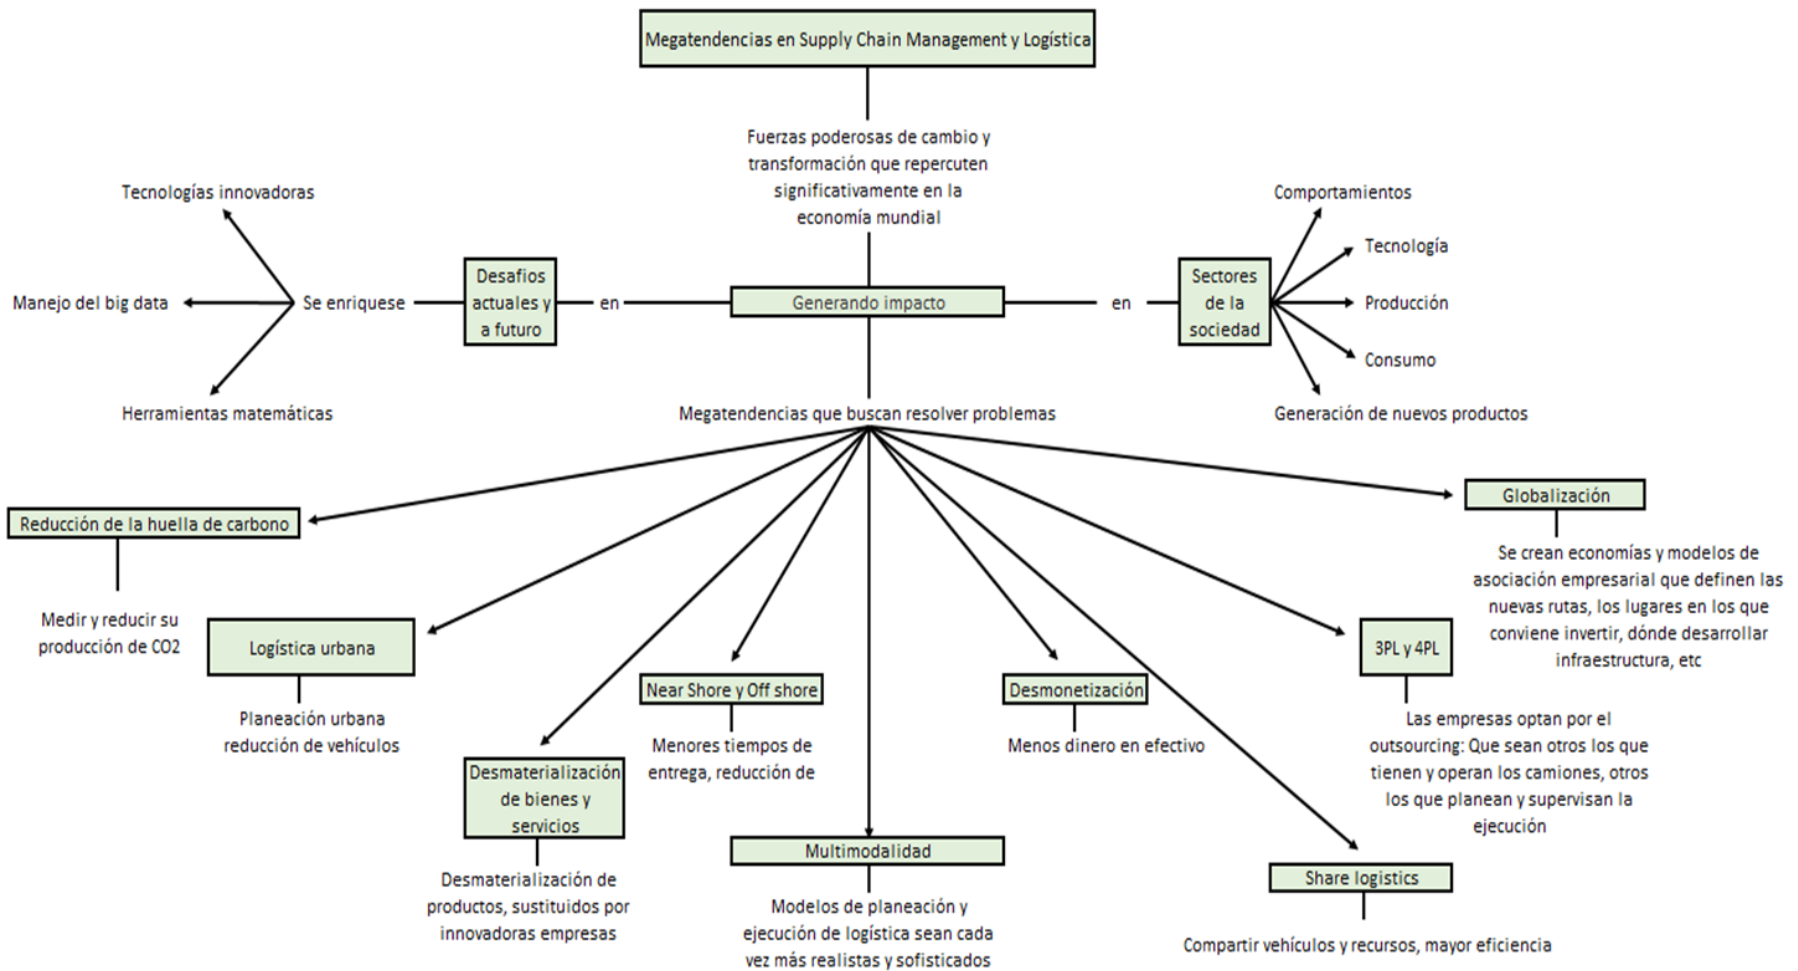 Megatendencias en Supply Chain Management y Logística
Fuerzas poderosas de cambio y
transformación que repercuten
significativamente en la
economía mundial
Tecnologías innovadoras
Manejo del big data
Herramientas matemáticas
Se enriquese
Desafios
actuales y
a futuro
en
Generando impacto
en
Sectores
de la
sociedad
Comportamientos
Tecnología
Producción
Consumo
Generación de nuevos productos
Megatendencias que buscan resolver problemas
Reducción de la huella de carbono
Medir y reducir su
producción de CO2
Logística urbana
Planeación urbana
reducción de vehículos
Desmaterialización
de bienes y
servicios
Desmaterialización de
productos, sustituidos por
innovadoras empresas
Near Shore y Off shore
Menores tiempos de
entrega, reducción de
Multimodalidad
Modelos de planeación y
ejecución de logística sean cada
vez más realistas y sofisticados
Desmonetización
Menos dinero en efectivo
Share logistics
Compartir vehículos y recursos, mayor eficiencia
3PL y 4PL
Las empresas optan por el
outsourcing: Que sean otros los que
tienen y operan los camiones, otros
los que planean y supervisan la
ejecución
Globalización
Se crean economías y modelos de
asociación empresarial que definen las
nuevas rutas, los lugares en los que
conviene invertir, dónde desarrollar
infraestructura, etc